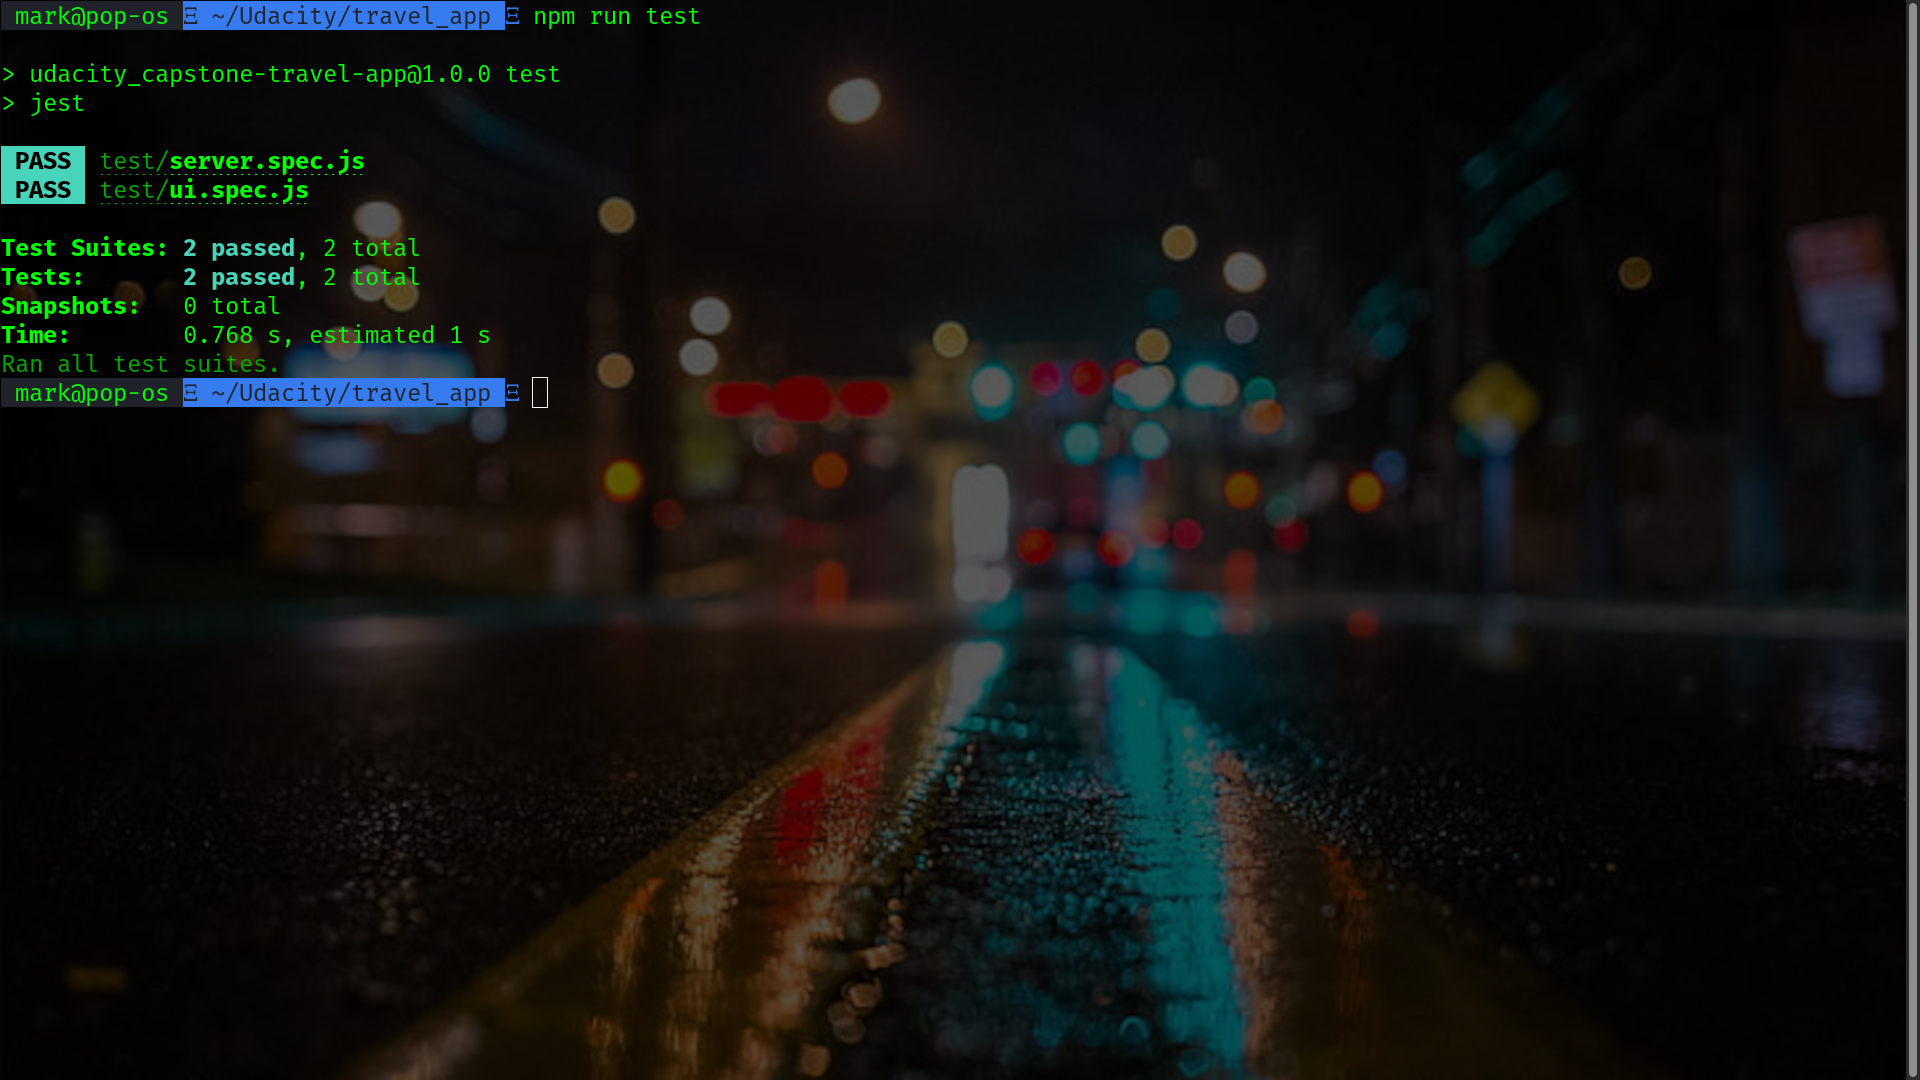 mark@pop-os Ξ ~/Udacity/travel_app Ξ npm run test
> udacity_capstone-travel-app@1.0.0 test
> jest
PASS test/server.spec.js
PASS test/ui.spec.js
Test Suites: 2 passed, 2 total
Tests: 2 passed, 2 total
Snapshots: 0 total
Time: 0.768 s, estimated 1 s
Ran all test suites.
mark@pop-os Ξ ~/Udacity/travel_app Ξ